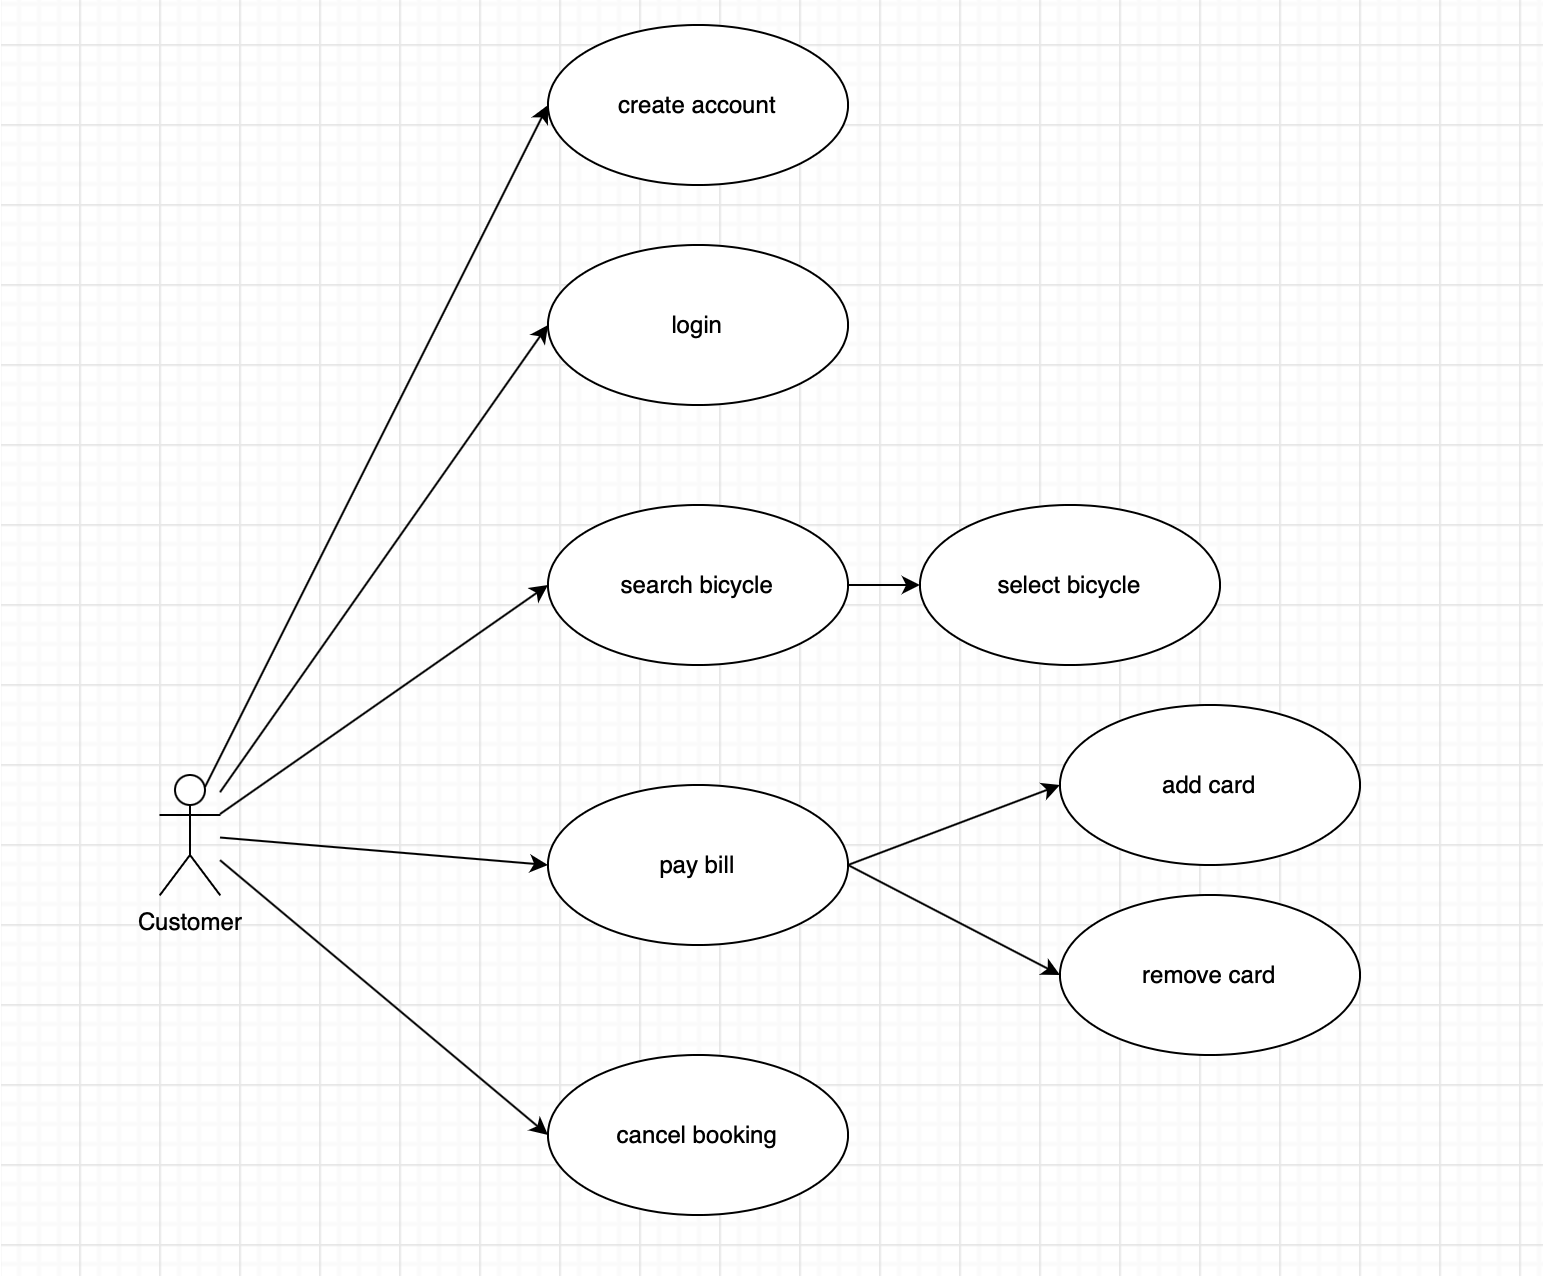 create account
login
search bicycle
select bicycle
add card
pay bill
Customer
remove card
cancel booking